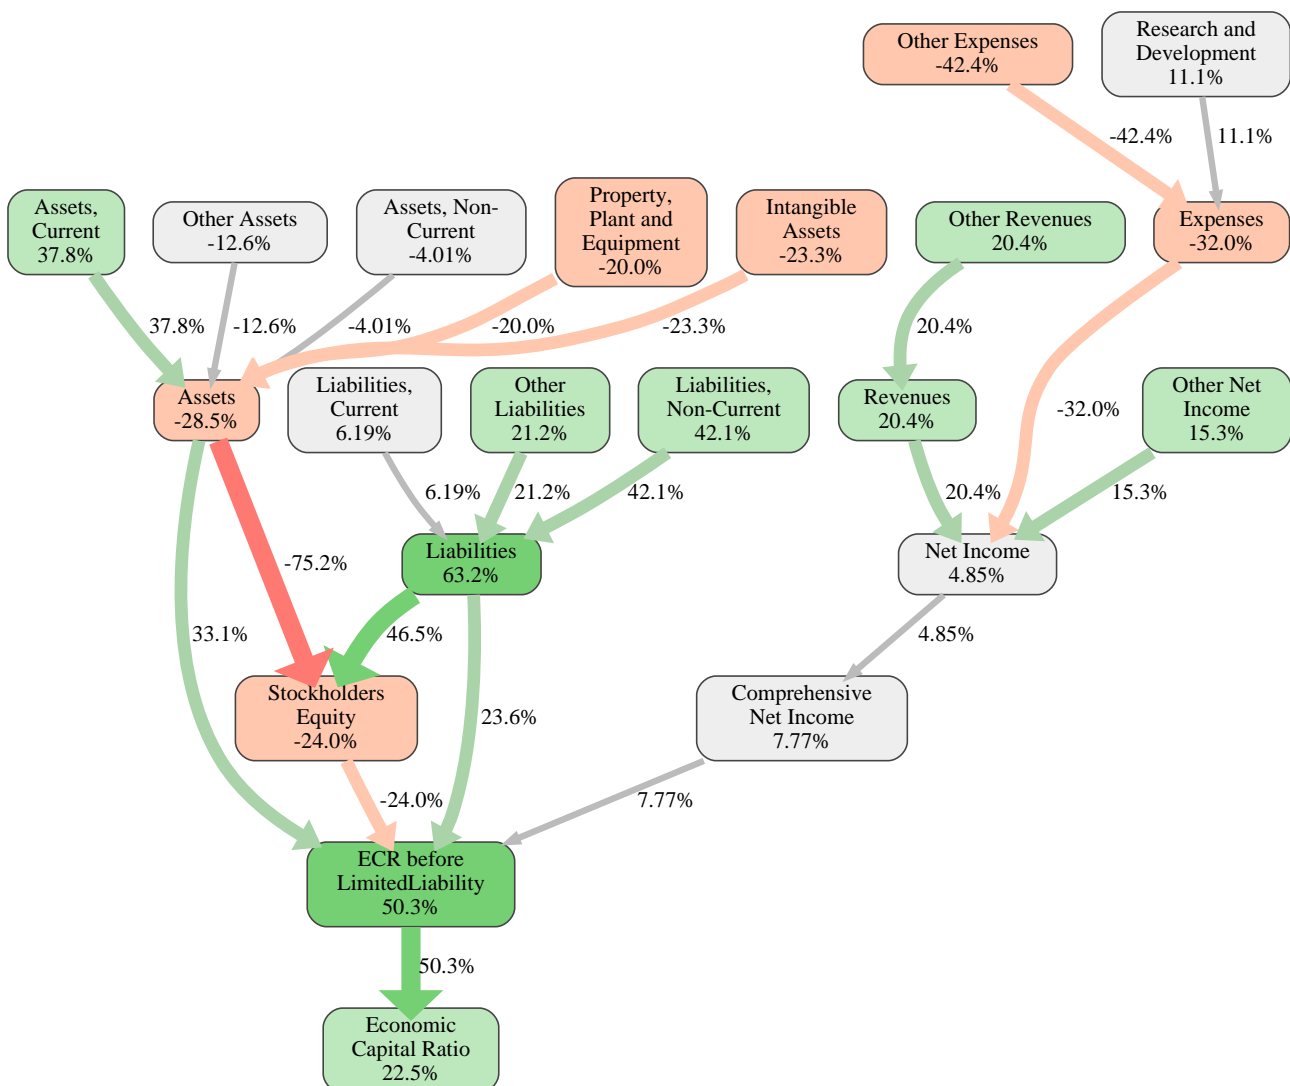 Other Expenses
-42.4%
Research and
Development
11.1%
-42.4%
11.1%
Assets,
Current
37.8%
Other Assets
-12.6%
Assets, Non-
Current
-4.01%
Property,
Plant and
Equipment
-20.0%
Intangible
Assets
-23.3%
Other Revenues
20.4%
Expenses
-32.0%
37.8%
-12.6%
-4.01%
-20.0%
-23.3%
20.4%
Assets
-28.5%
Liabilities,
Current
6.19%
Other
Liabilities
21.2%
Liabilities,
Non-Current
42.1%
Revenues
20.4%
-32.0%
Other Net
Income
15.3%
6.19%
21.2%
42.1%
20.4%
15.3%
-75.2%
Liabilities
63.2%
Net Income
4.85%
33.1%
46.5%
4.85%
Stockholders
Equity
-24.0%
23.6%
Comprehensive
Net Income
7.77%
-24.0%
7.77%
ECR before
LimitedLiability
50.3%
50.3%
Economic
Capital Ratio
22.5%